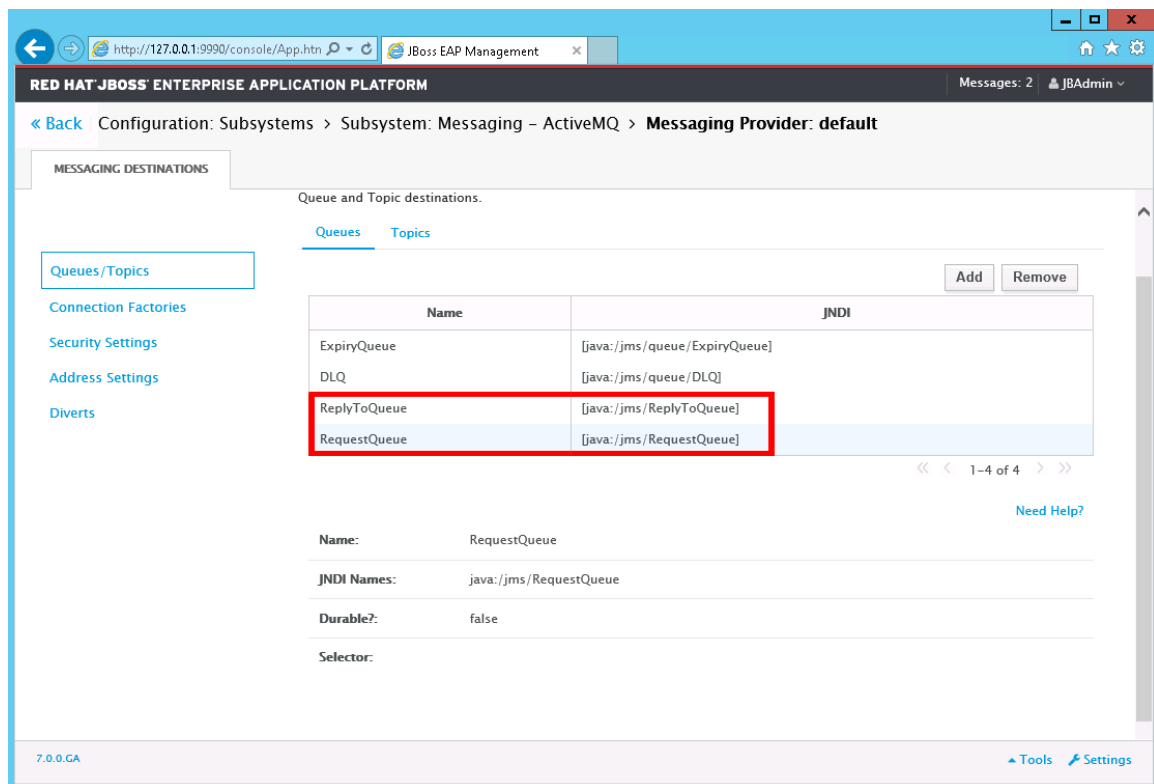 http://127.0.0.1:9990/console/App.htn
JBoss EAP Management
RED HAT JBOSS ENTERPRISE APPLICATION PLATFORM
Messages: 2
JBAdmin
« Back
Configuration: Subsystems > Subsystem: Messaging - ActiveMQ > Messaging Provider: default
MESSAGING DESTINATIONS
Queue and Topic destinations.
Queues Topics
Queues/Topics
Connection Factories
Security Settings
Address Settings
Diverts
Add Remove
Name JNDI
ExpiryQueue [java:/jms/queue/ExpiryQueue]
DLQ [java:/jms/queue/DLQ]
ReplyToQueue [java:/jms/ReplyToQueue]
RequestQueue [java:/jms/RequestQueue]
« < 1-4 of 4 > »
Need Help?
Name: RequestQueue
JNDI Names: java:/jms/RequestQueue
Durable?: false
Selector:
7.0.0.GA
Tools Settings